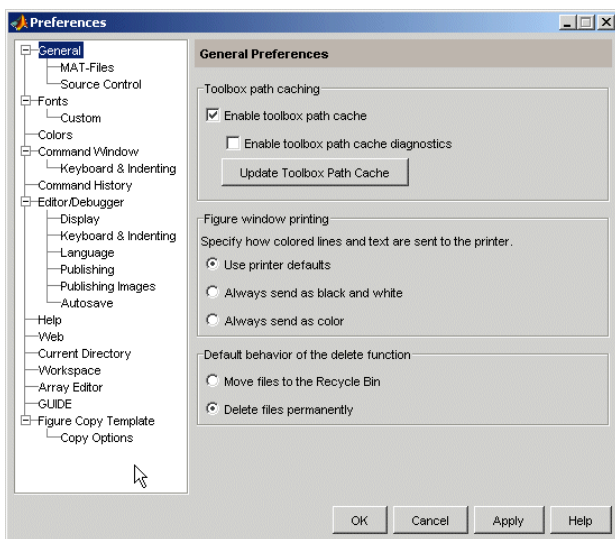 Preferences
General
MAT-Files
Source Control
Fonts
Custom
Colors
Command Window
Keyboard & Indenting
Command History
Editor/Debugger
Display
Keyboard & Indenting
Language
Publishing
Publishing Images
Autosave
Help
Web
Current Directory
Workspace
Array Editor
GUIDE
Figure Copy Template
Copy Options
General Preferences
Toolbox path caching
Enable toolbox path cache
Enable toolbox path cache diagnostics
Update Toolbox Path Cache
Figure window printing
Specify how colored lines and text are sent to the printer.
Use printer defaults
Always send as black and white
Always send as color
Default behavior of the delete function
Move files to the Recycle Bin
Delete files permanently
OK
Cancel
Apply
Help